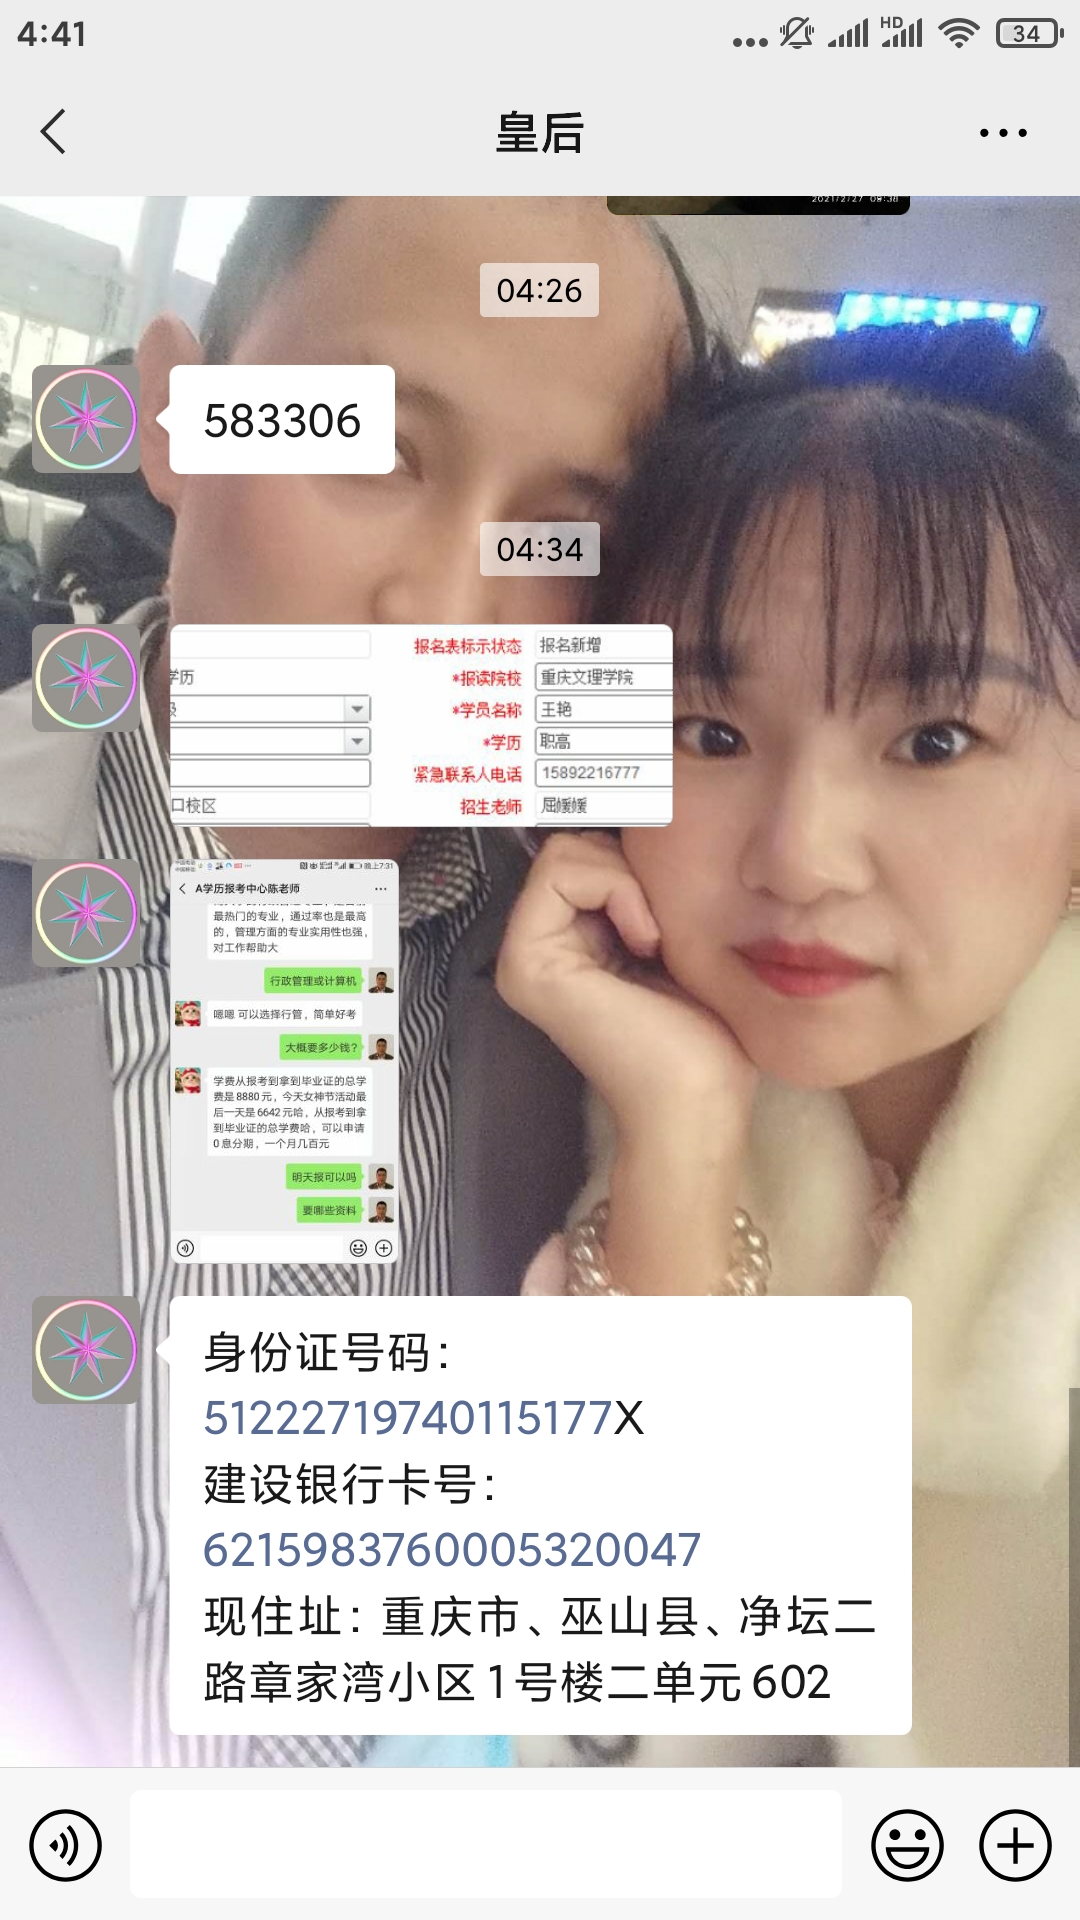 4:41
HD
34
皇后
2021/2/27 09:38
04:26
583306
04:34
报名表标示状态 报名新增
学历 *报读院校 重庆文理学院
*学员名称 王艳
*学历 职高
紧急联系人电话 15892216777
口校区 招生老师 屈媛媛
晚上7:31
A学历报考中心陈老师
最热门的专业，通过率也是最高
的，管理方面的专业实用性也强，
对工作帮助大
行政管理或计算机
嗯嗯 可以选择行管，简单好考
大概要多少钱？
学费从报考到拿到毕业证的总学
费是8880元，今天女神节活动最
后一天是6642元哈，从报考到拿
到毕业证的总学费哈，可以申请
0息分期，一个月几百元
明天报可以吗
要哪些资料
身份证号码：
51222719740115177X
建设银行卡号：
6215983760005320047
现住址：重庆市、巫山县、净坛二
路章家湾小区1号楼二单元602